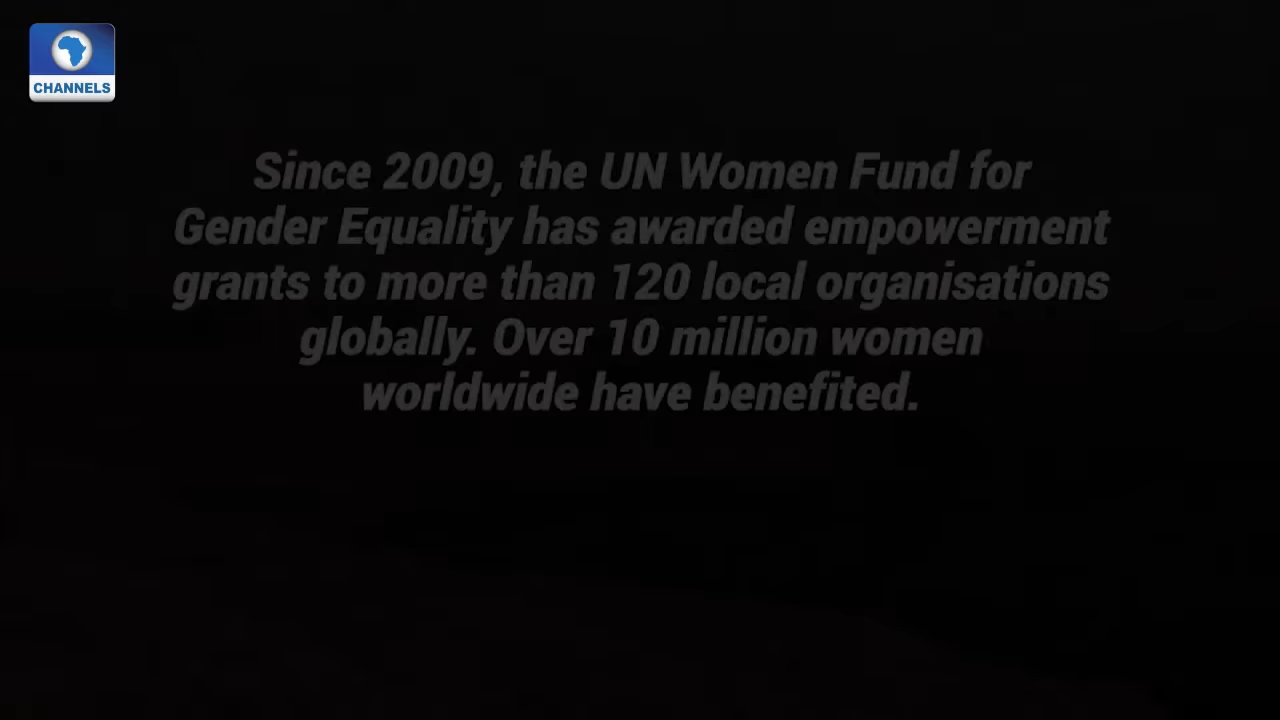 CHANNELS
Since 2009, the UN Women Fund for
Gender Equality has awarded empowerment
grants to more than 120 local organisations
globally. Over 10 million women
worldwide have benefited.